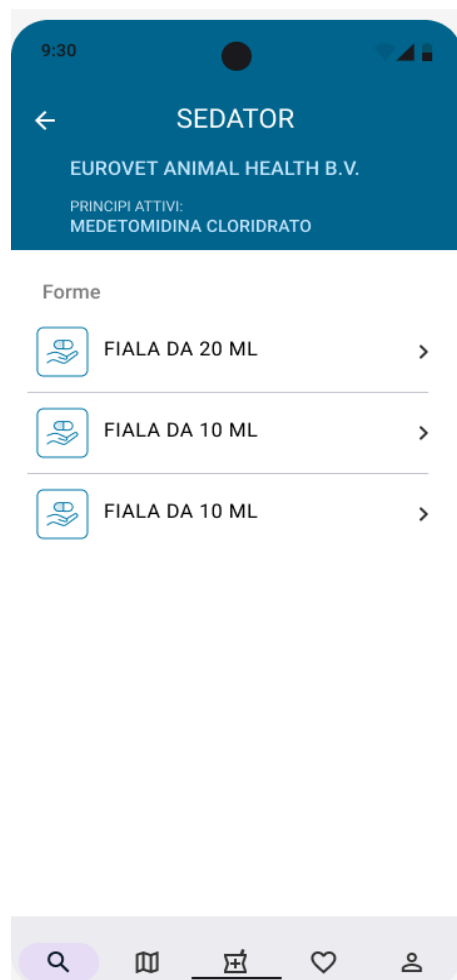 9:30
SEDATOR
EUROVET ANIMAL HEALTH B.V.
PRINCIPI ATTIVI:
MEDETOMIDINA CLORIDRATO
Forme
FIALA DA 20 ML
FIALA DA 10 ML
FIALA DA 10 ML